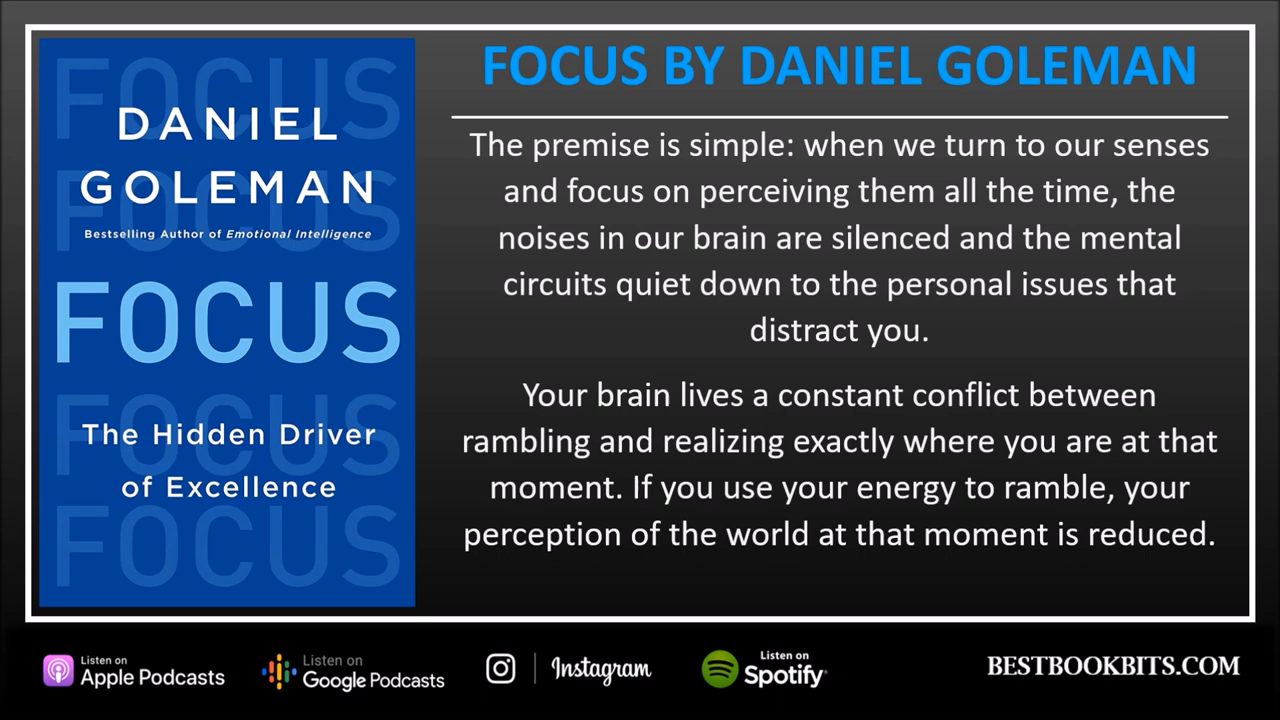 FOCUS
DANIEL
FOCUS
GOLEMAN
Bestselling Author of Emotional Intelligence
FOCUS
FOCUS
The Hidden Driver
of Excellence
FOCUS
FOCUS BY DANIEL GOLEMAN
The premise is simple: when we turn to our senses
and focus on perceiving them all the time, the
noises in our brain are silenced and the mental
circuits quiet down to the personal issues that
distract you.
Your brain lives a constant conflict between
rambling and realizing exactly where you are at that
moment. If you use your energy to ramble, your
perception of the world at that moment is reduced.
Listen on
Apple Podcasts
Listen on
Google Podcasts
Instagram
Listen on
Spotify
BESTBOOKBITS.COM